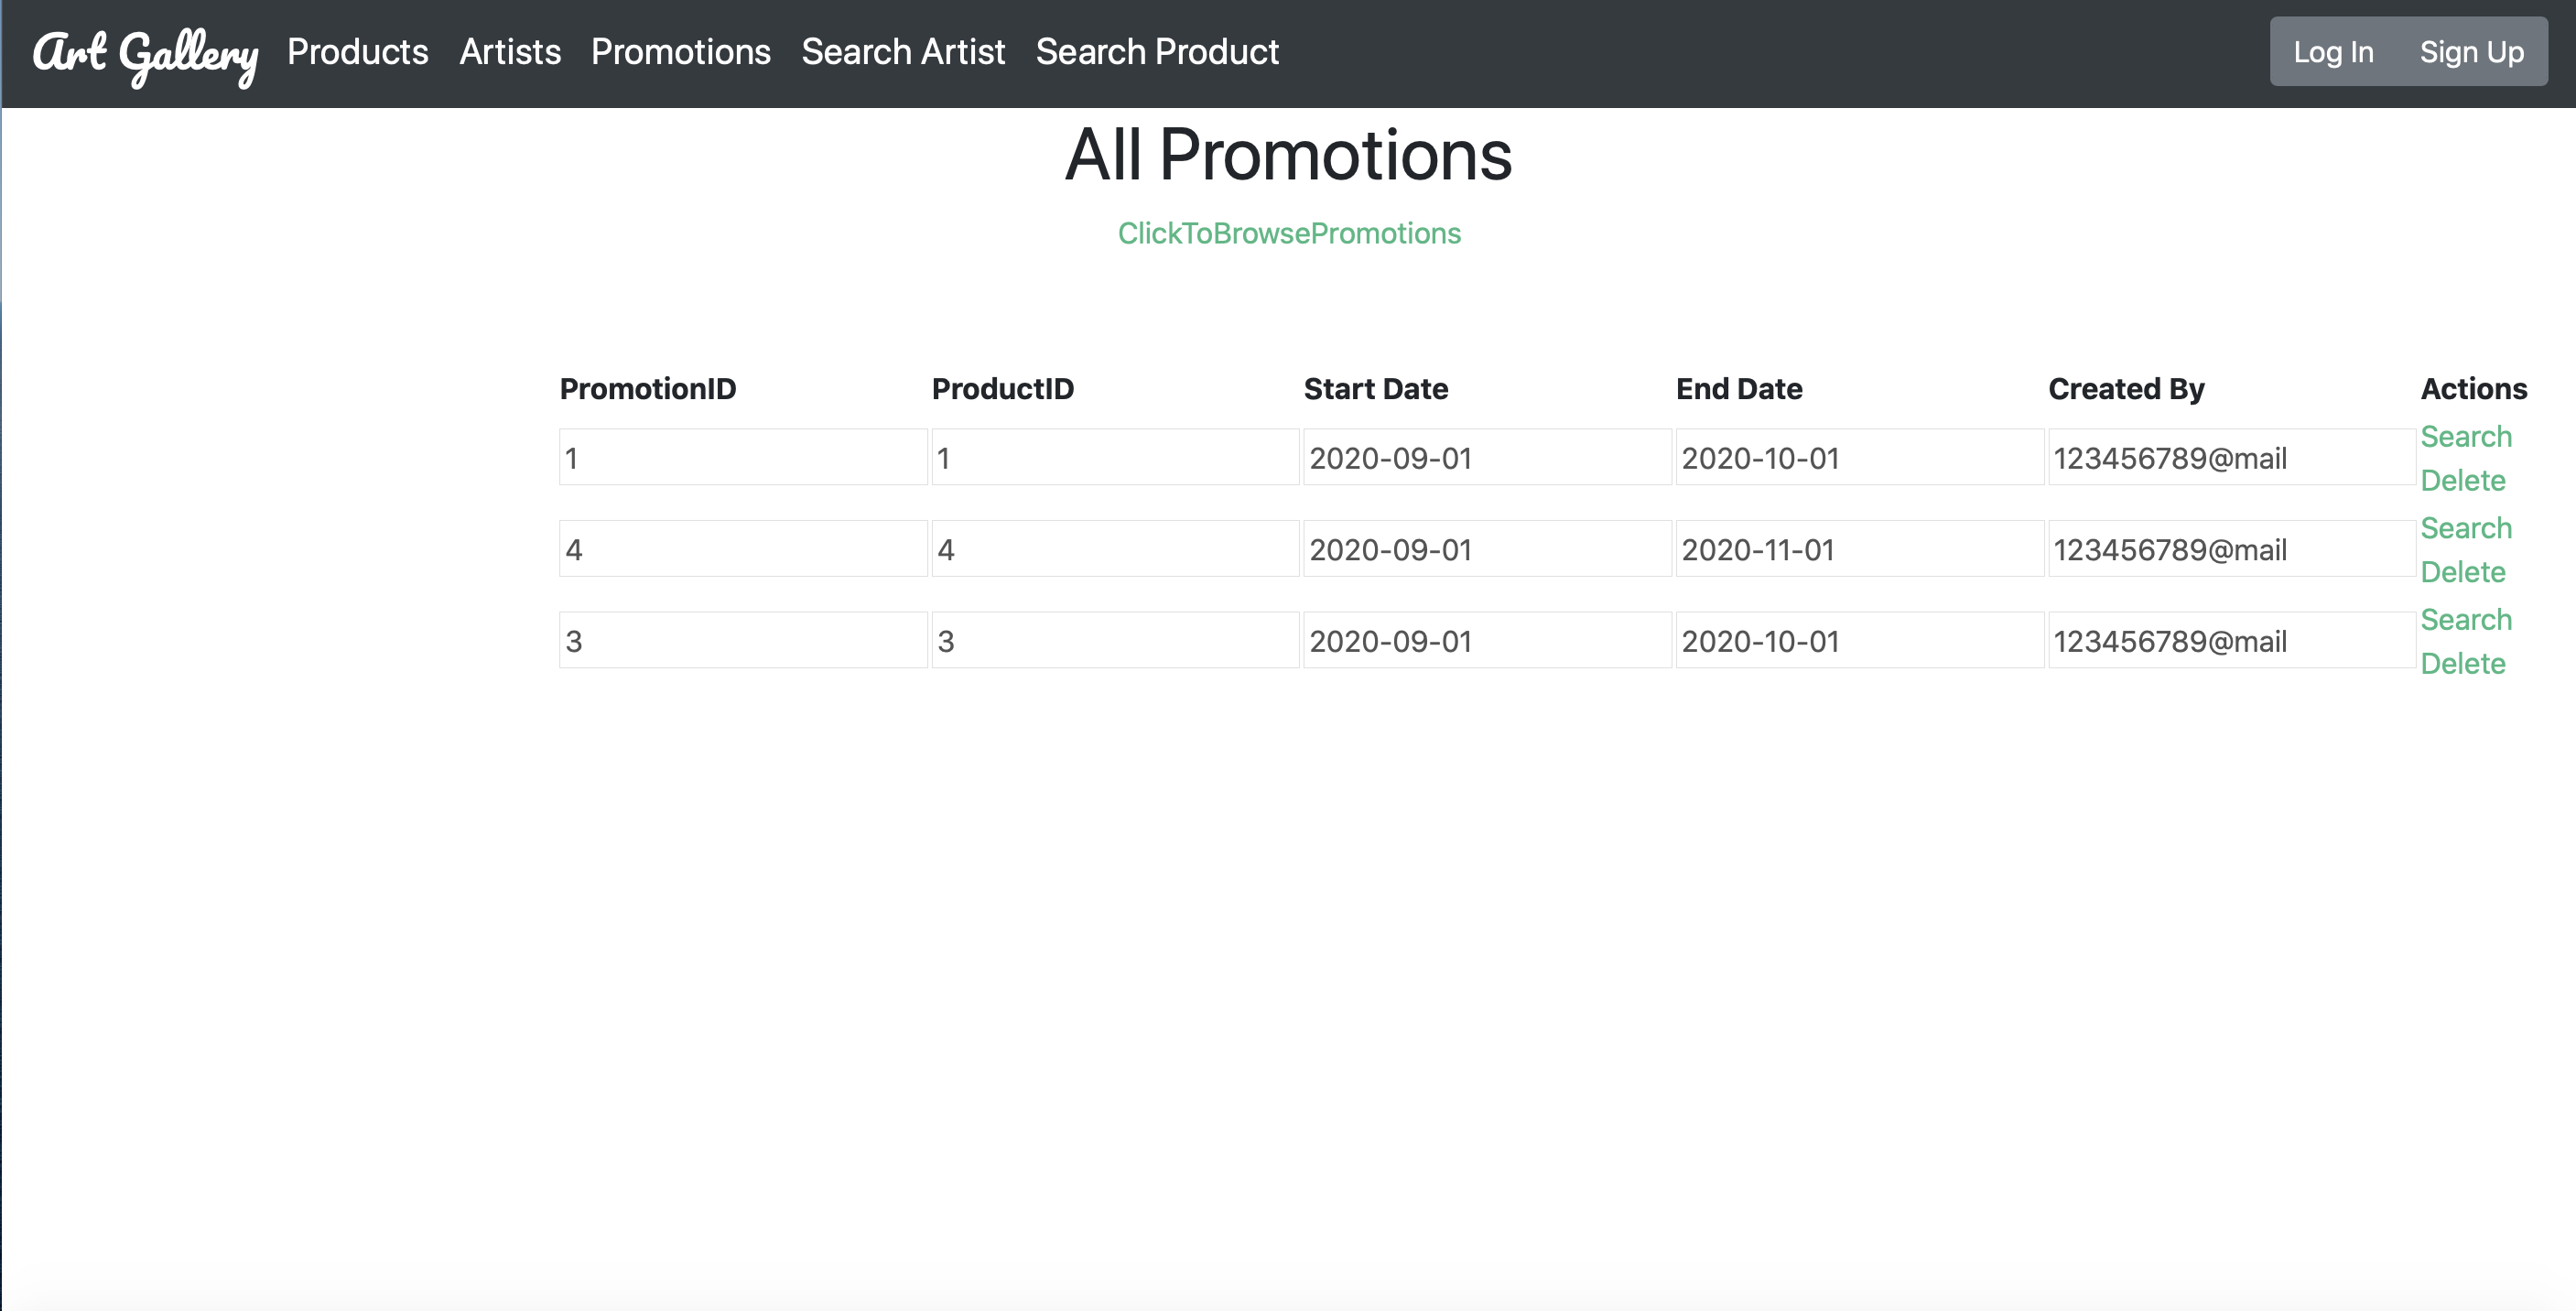 Art Gallery Products Artists Promotions Search Artist Search Product Log In Sign Up
All Promotions
ClickToBrowsePromotions
PromotionID ProductID Start Date End Date Created By Actions
1 1 2020-09-01 2020-10-01 123456789@mail Search
Delete
4 4 2020-09-01 2020-11-01 123456789@mail Search
Delete
3 3 2020-09-01 2020-10-01 123456789@mail Search
Delete